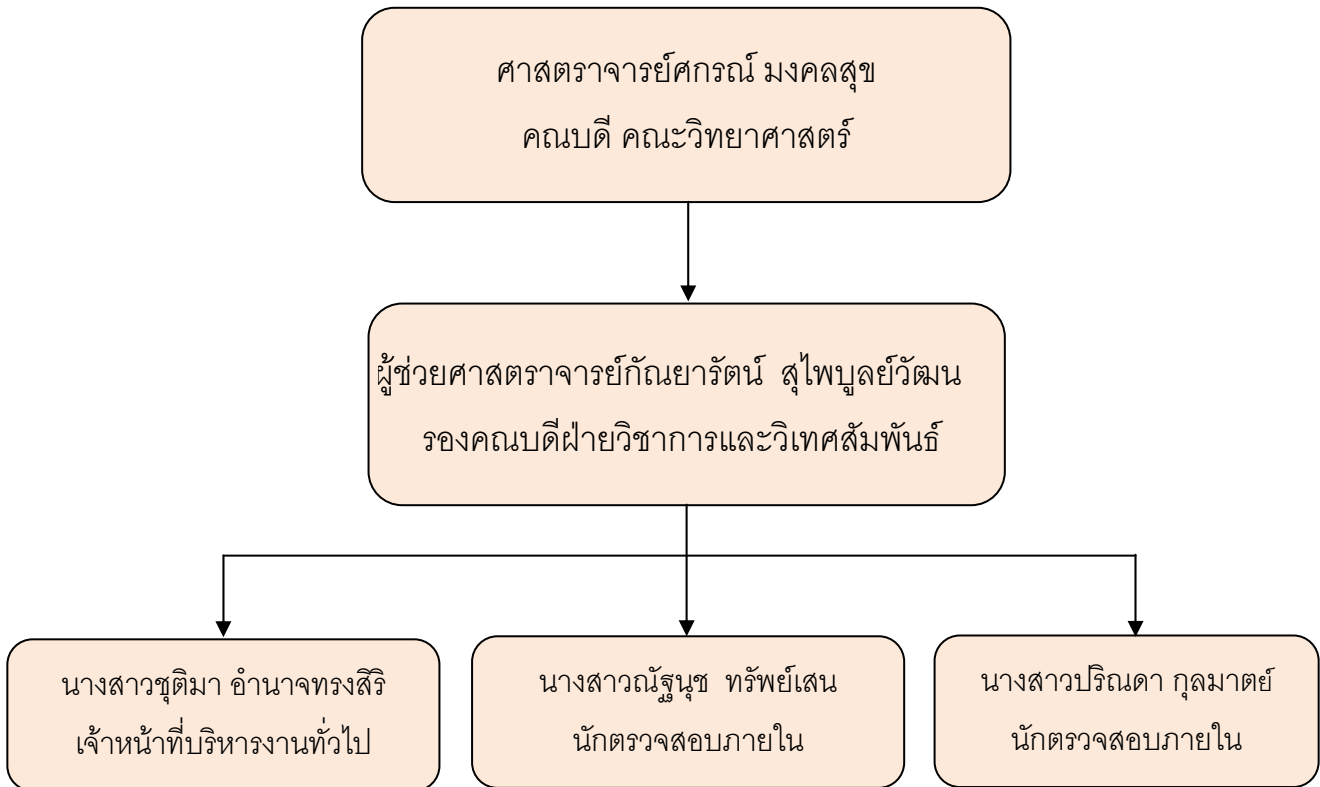 ศาสตราจารย์ศกรณ์ มงคลสุข
คณบดี คณะวิทยาศาสตร์
ผู้ช่วยศาสตราจารย์กัณยารัตน์ สุไพบูลย์วัฒน
รองคณบดีฝ่ายวิชาการและวิเทศสัมพันธ์
นางสาวชุติมา อำนาจทรงสิริ
เจ้าหน้าที่บริหารงานทั่วไป
นางสาวณัฐนุช ทรัพย์เสน
นักตรวจสอบภายใน
นางสาวปริณดา กุลมาตย์
นักตรวจสอบภายใน